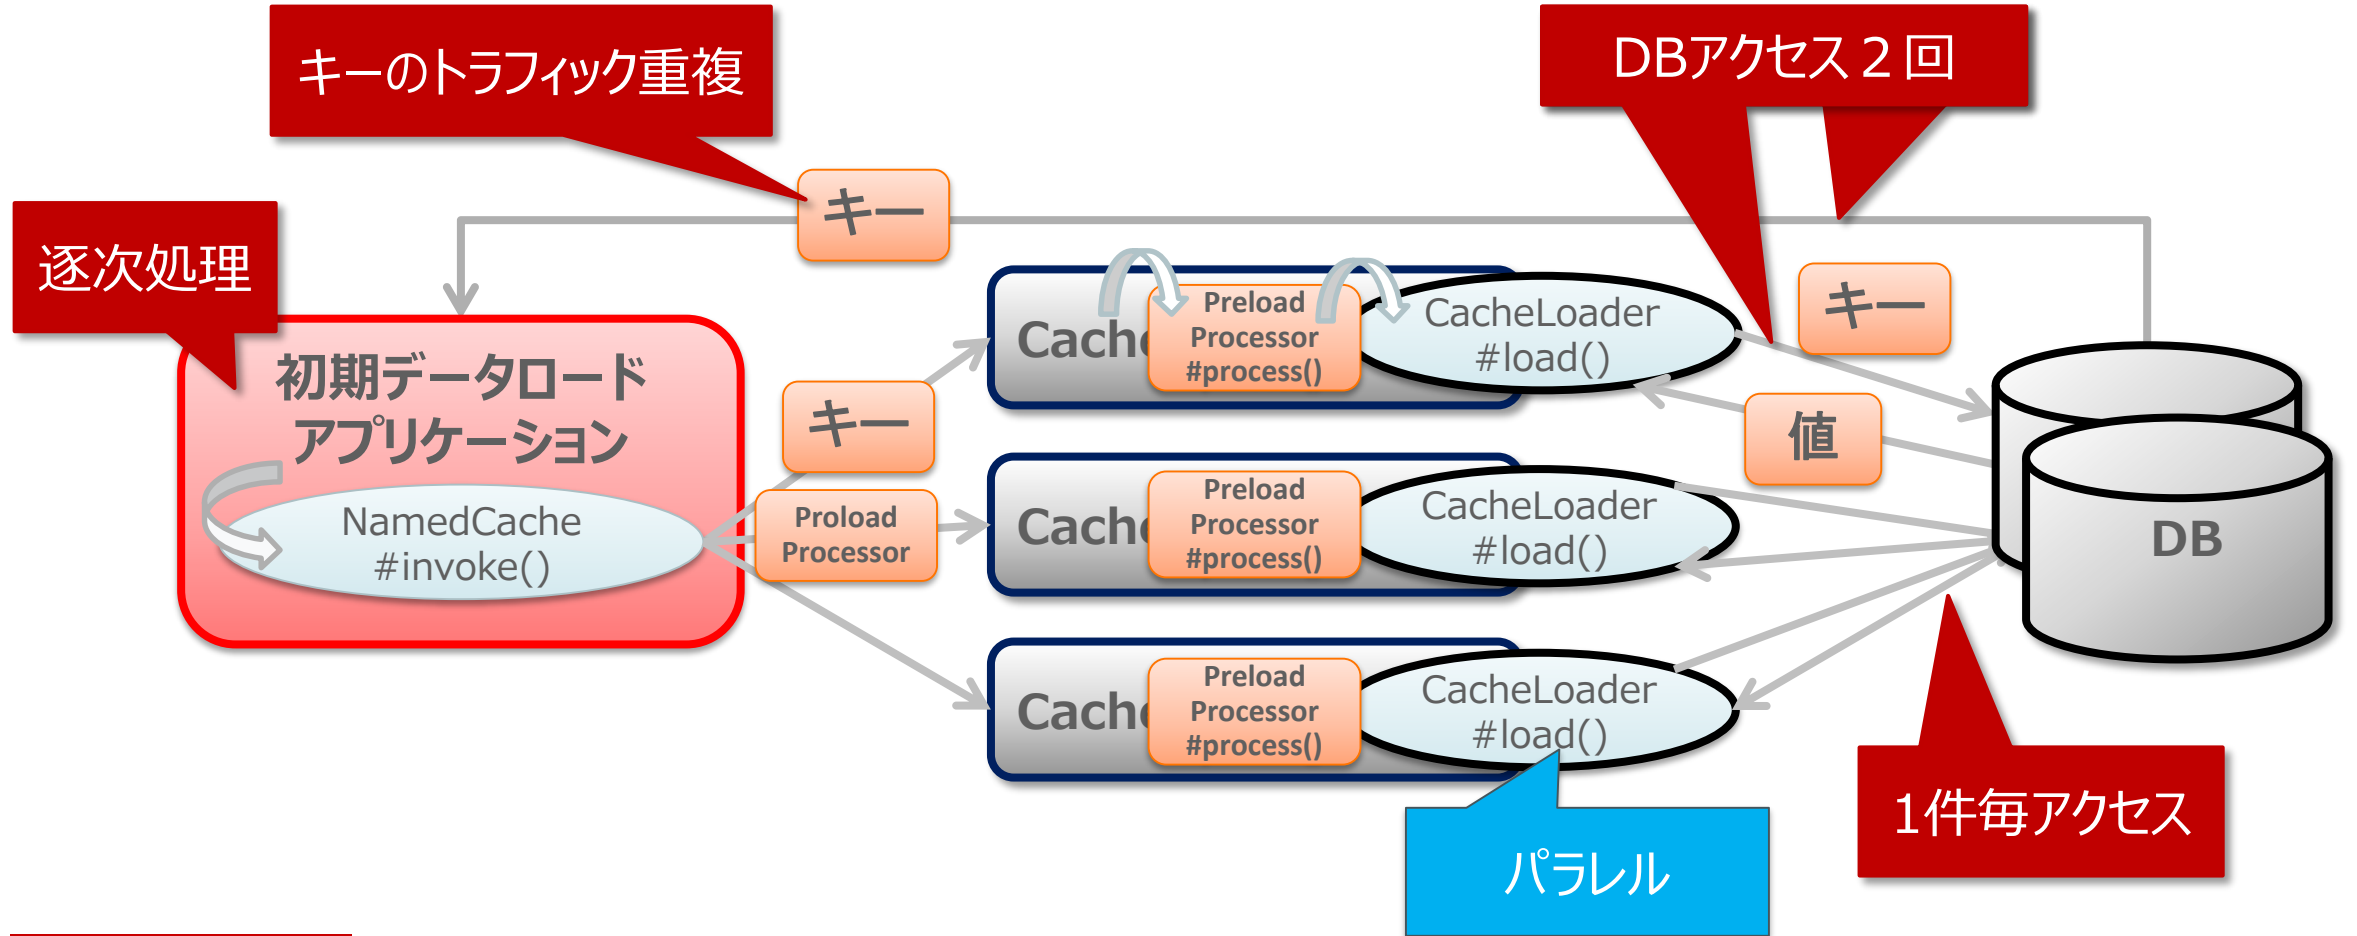 キーのトラフィック重複
DBアクセス２回
キー
逐次処理
キー
初期データロード
アプリケーション
NamedCache
#invoke()
キー
Proload
Processor
Cache
Preload
Processor
#process()
CacheLoader
#load()
値
Cache
Preload
Processor
#process()
CacheLoader
#load()
DB
Cache
Preload
Processor
#process()
CacheLoader
#load()
パラレル
1件毎アクセス